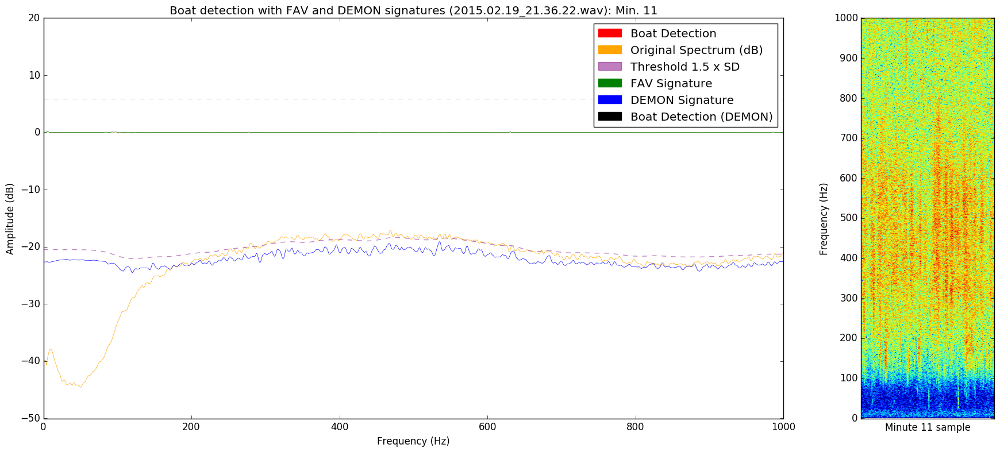 Boat detection with FAV and DEMON signatures (2015.02.19_21.36.22.wav): Min. 11
20
10
0
−10
−20
−30
−40
−50
Amplitude (dB)
0
200
400
600
800
1000
Frequency (Hz)
Boat Detection
Original Spectrum (dB)
Threshold 1.5 x SD
FAV Signature
DEMON Signature
Boat Detection (DEMON)
1000
900
800
700
600
500
400
300
200
100
0
Frequency (Hz)
Minute 11 sample